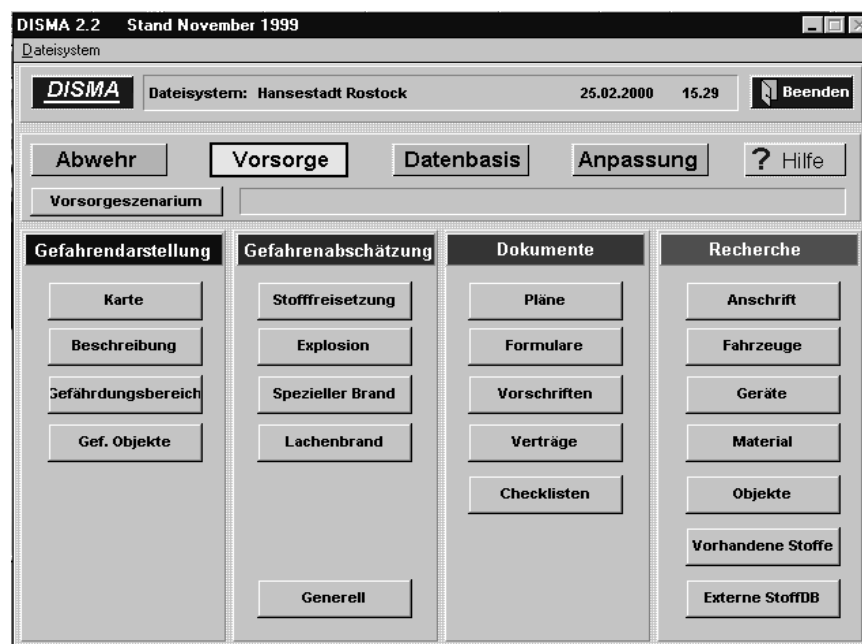 DISMA 2.2 Stand November 1999
Dateisystem
DISMA Dateisystem: Hansestadt Rostock 25.02.2000 15.29 Beenden
Abwehr Vorsorge Datenbasis Anpassung ? Hilfe
Vorsorgeszenarium
Gefahrendarstellung Gefahrenabschätzung Dokumente Recherche
Karte Stofffreisetzung Pläne Anschrift
Beschreibung Explosion Formulare Fahrzeuge
Gefährdungsbereich Spezieller Brand Vorschriften Geräte
Gef. Objekte Lachenbrand Verträge Material
Checklisten Objekte
Vorhandene Stoffe
Generell Externe StoffDB